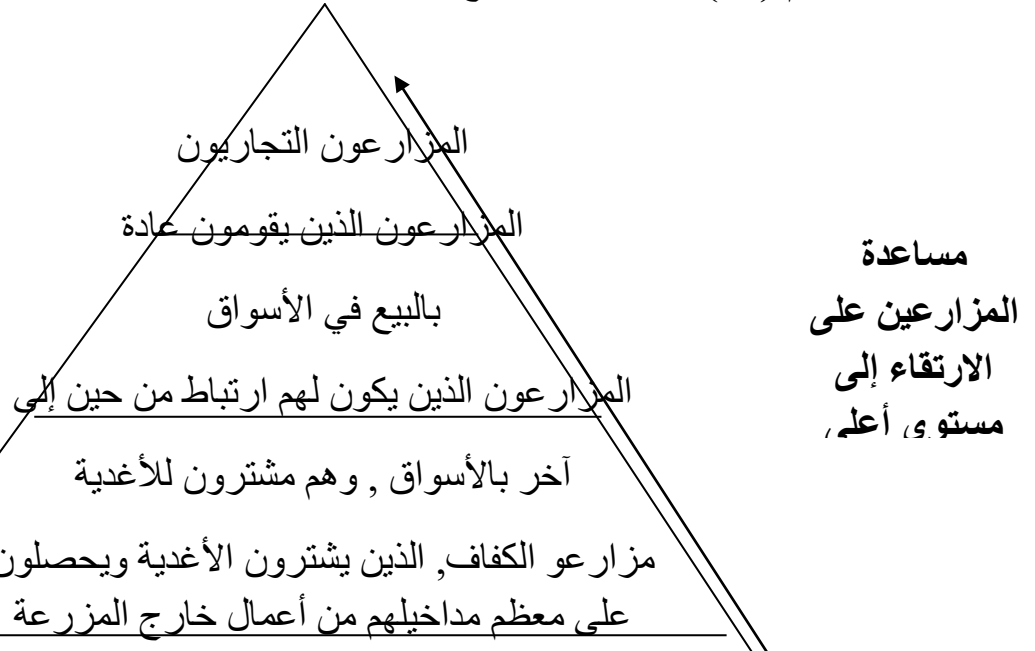 المزارعون التجاريون
المزارعون الذين يقومون عادة
بالبيع في الأسواق
المزارعون الذين يكون لهم ارتباط من حين إلى
آخر بالأسواق , وهم مشترون للأغدية
مزارعو الكفاف, الذين يشترون الأغدية ويحصلون
على معظم مداخيلهم من أعمال خارج المزرعة
مساعدة
المزارعين على
الارتقاء إلى
مستوى أعلى